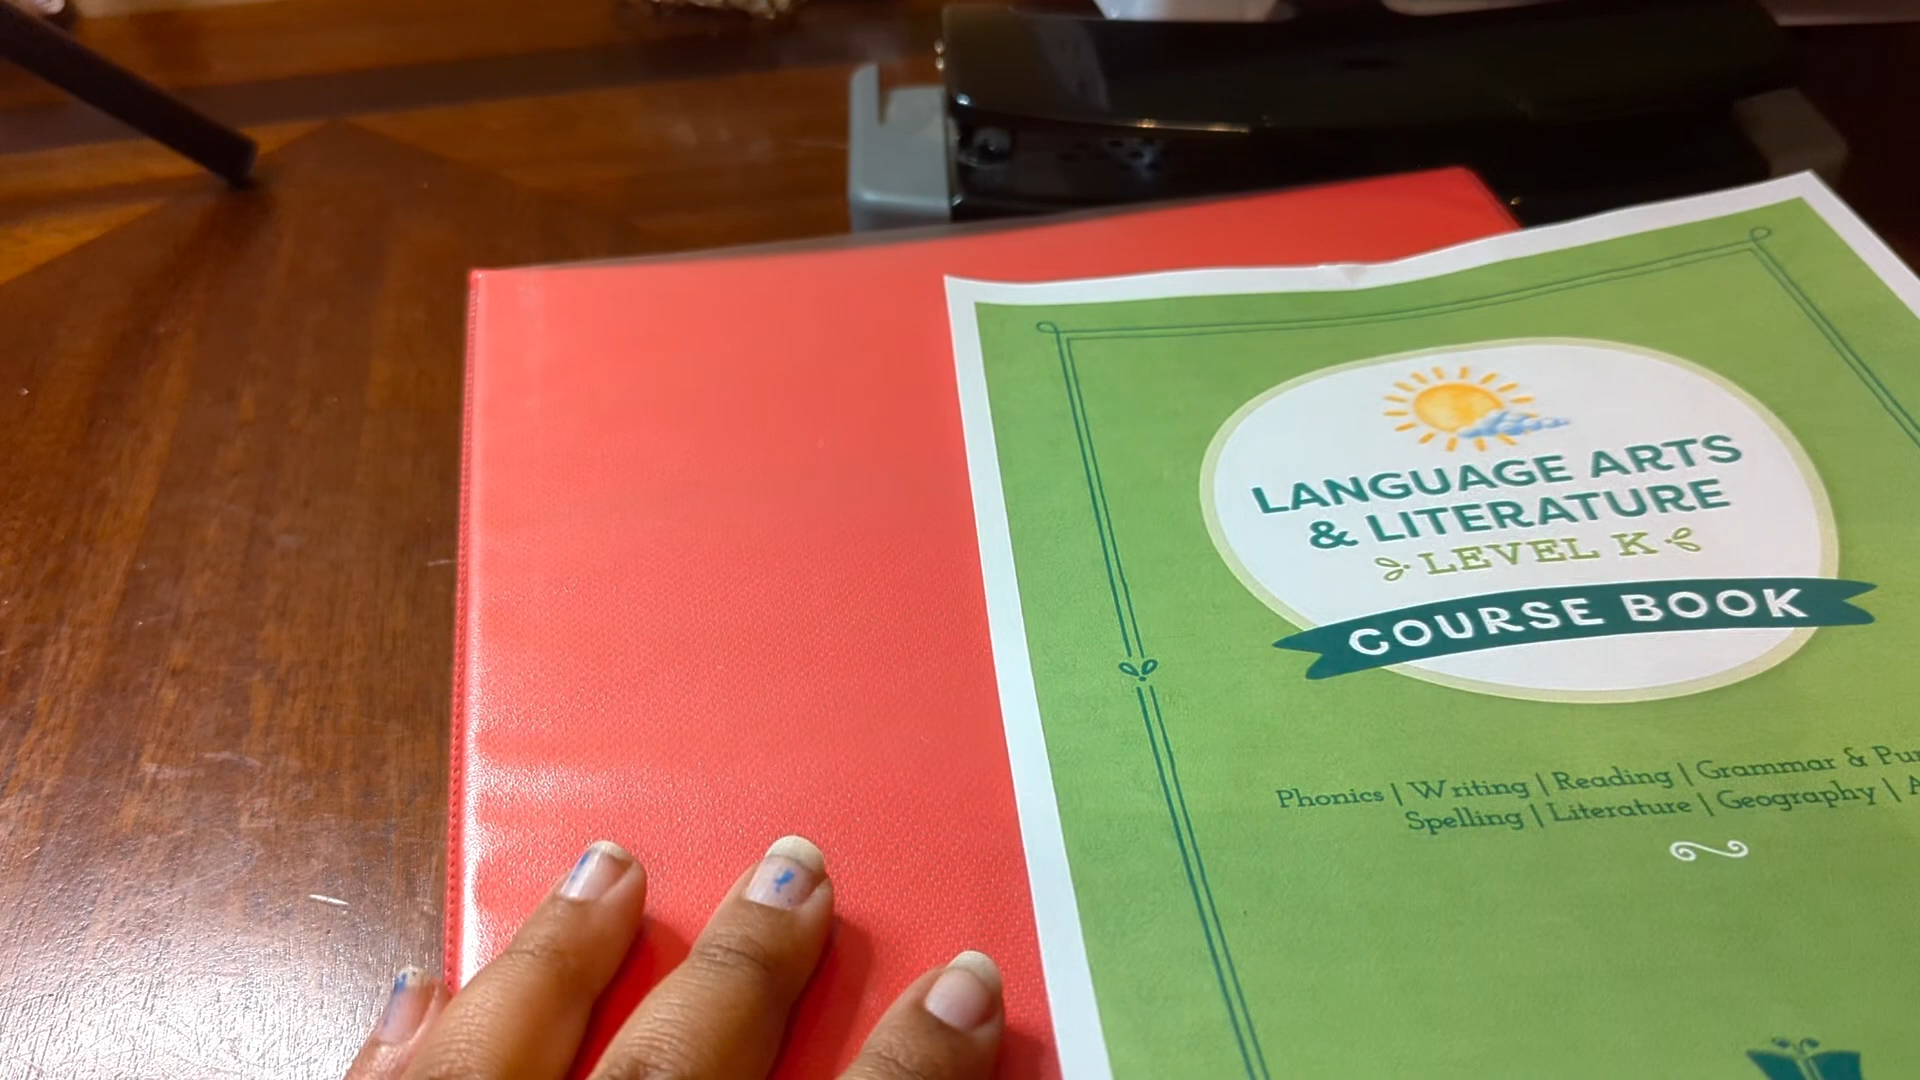 LANGUAGE ARTS
& LITERATURE
LEVEL K
COURSE BOOK
Phonics | Writing | Reading | Grammar &
Spelling | Literature | Geography |